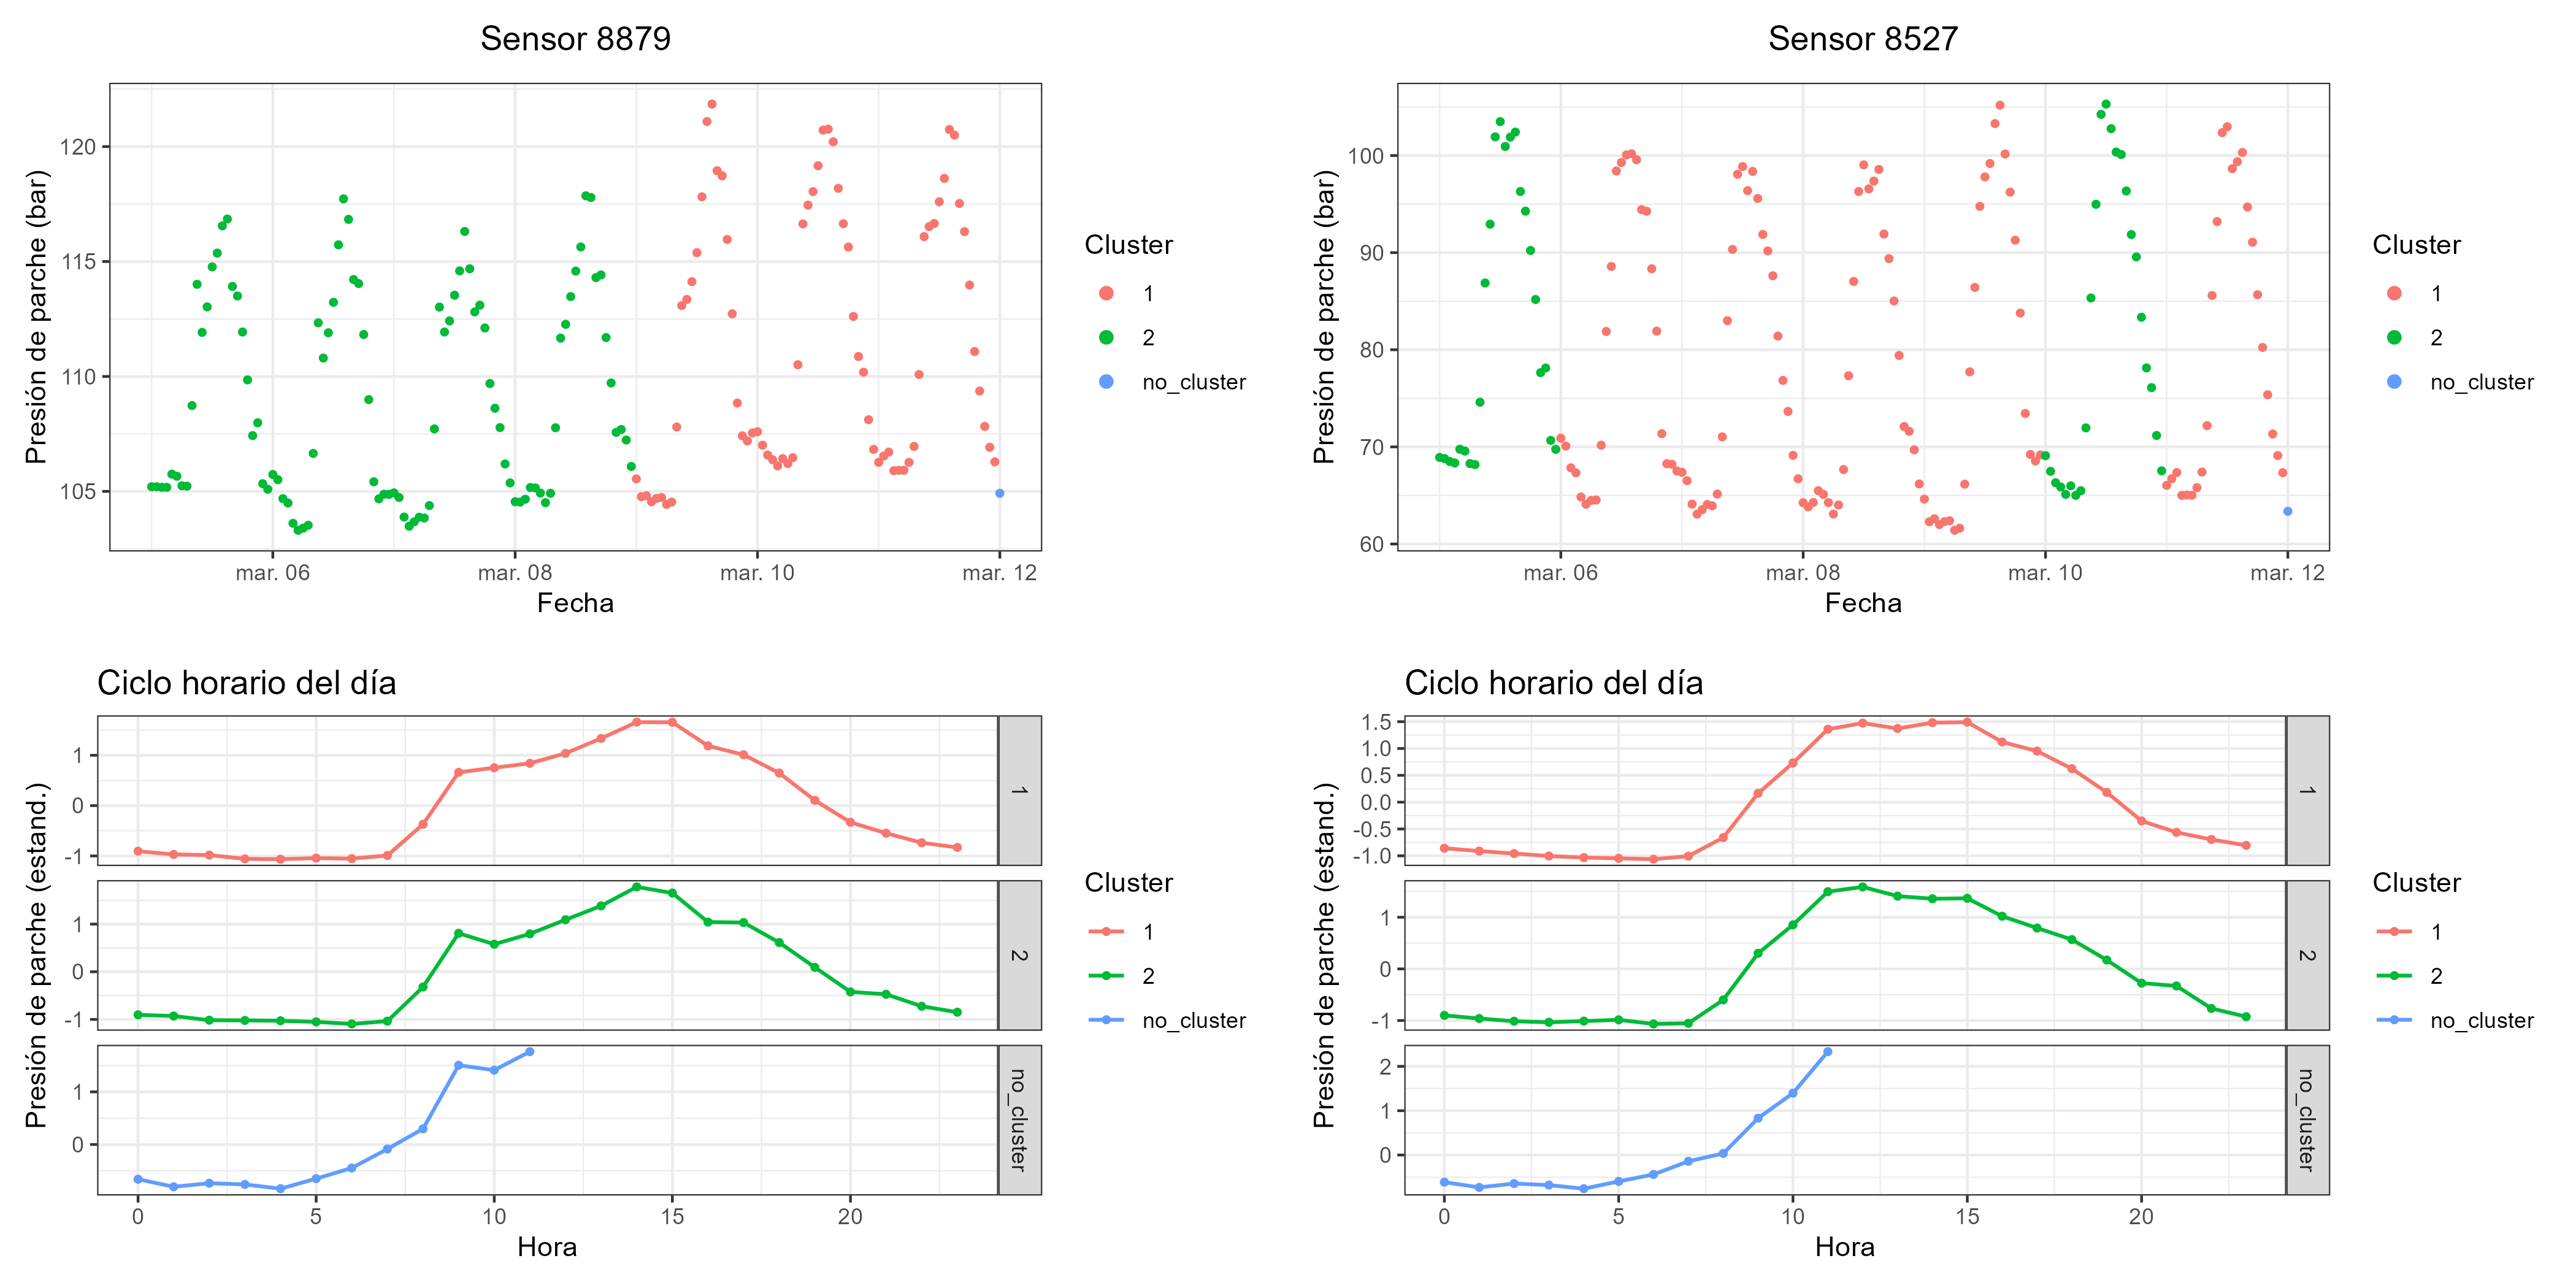 Sensor 8879
Presión de parche (bar)
120
115
110
105
mar. 06
mar. 08
mar. 10
mar. 12
Fecha
Cluster
1
2
no_cluster
Sensor 8527
Presión de parche (bar)
100
90
80
70
60
mar. 06
mar. 08
mar. 10
mar. 12
Fecha
Cluster
1
2
no_cluster
Ciclo horario del día
Presión de parche (estand.)
1
0
-1
1
1
0
-1
2
1
0
no_cluster
0
5
10
15
20
Hora
Cluster
1
2
no_cluster
Ciclo horario del día
Presión de parche (estand.)
1.5
1.0
0.5
0.0
-0.5
-1.0
1
1
0
-1
2
2
1
0
no_cluster
0
5
10
15
20
Hora
Cluster
1
2
no_cluster